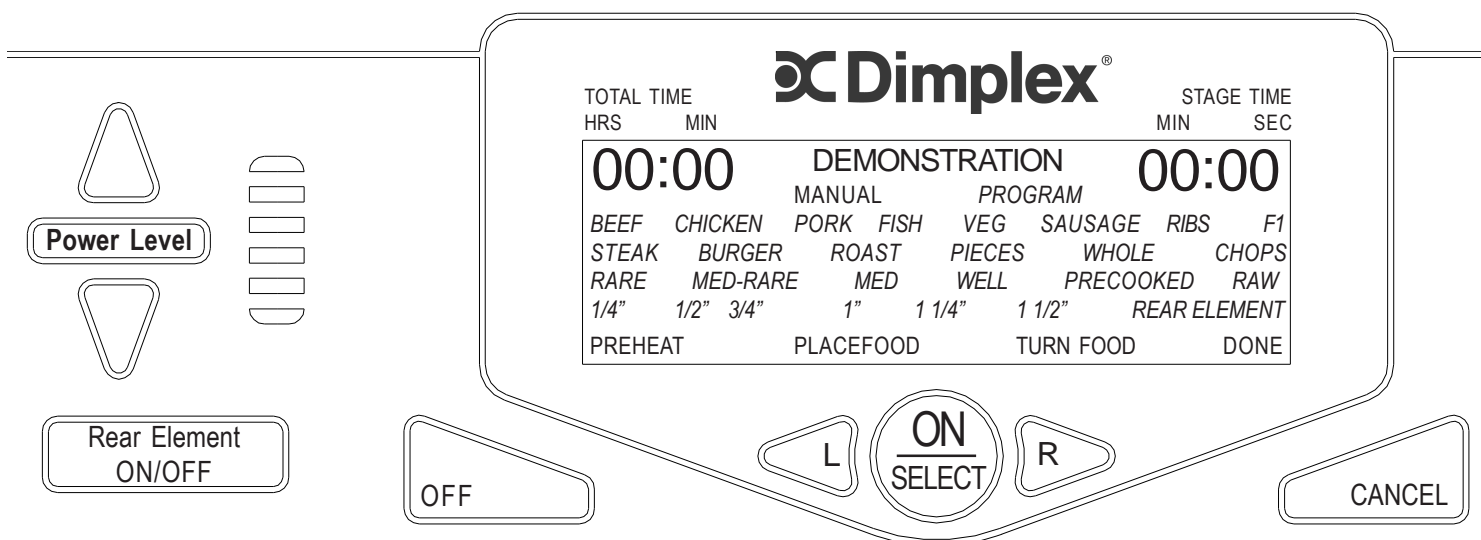 Dimplex®
TOTAL TIME STAGE TIME
HRS MIN MIN SEC
00:00 DEMONSTRATION 00:00
MANUAL PROGRAM
BEEF CHICKEN PORK FISH VEG SAUSAGE RIBS F1
STEAK BURGER ROAST PIECES WHOLE CHOPS
RARE MED-RARE MED WELL PRECOOKED RAW
1/4” 1/2” 3/4” 1” 1 1/4” 1 1/2” REAR ELEMENT
PREHEAT PLACEFOOD TURN FOOD DONE
Power Level
Rear Element
ON/OFF
OFF
L
ON
SELECT
R
CANCEL